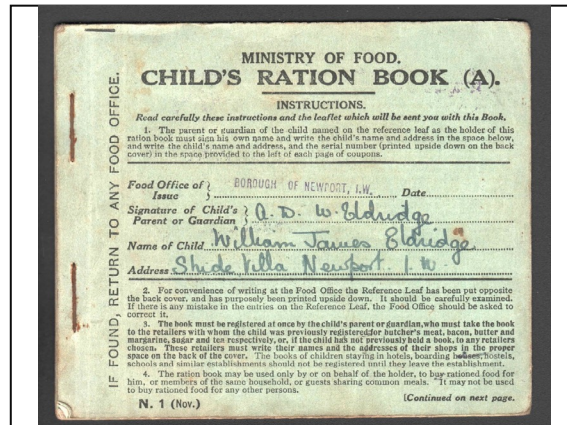 MINISTRY OF FOOD.
CHILD'S RATION BOOK (A).
INSTRUCTIONS.
Read carefully these instructions and the leaflet which will be sent you with this Book.
1. The parent or guardian of the child named on the reference leaf as the holder of this
ration book must sign his own name and write the child's name and address in the space below,
and write the child's name and address, and the serial number (printed upside down on the back
cover) in the space provided to the left of each page of coupons.
Food Office of Issue } BOROUGH OF NEWPORT, I.W. Date
Signature of Child's Parent or Guardian } A. D. W. Eldridge
Name of Child William James Eldridge
Address Shide Villa Newport. I.W.
2. For convenience of writing at the Food Office the Reference Leaf has been put opposite
the back cover, and has purposely been printed upside down. It should be carefully examined.
If there is any mistake in the entries on the Reference Leaf, the Food Office should be asked to
correct it.
3. The book must be registered at once by the child's parent or guardian, who must take the book
to the retailers with whom the child was previously registered for butcher's meat, bacon, butter and
margarine, sugar and tea respectively, or, if the child has not previously held a book, to any retailers
chosen. These retailers must write their names and the addresses of their shops in the proper
space on the back of the cover. The books of children staying in hotels, boarding houses, hostels,
schools and similar establishments should not be registered until they leave the establishment.
4. The ration book may be used only by or on behalf of the holder, to buy rationed food for
him, or members of the same household, or guests sharing common meals. It may not be used
to buy rationed food for any other persons.
N. 1 (Nov.) [Continued on next page.
IF FOUND, RETURN TO ANY FOOD OFFICE.